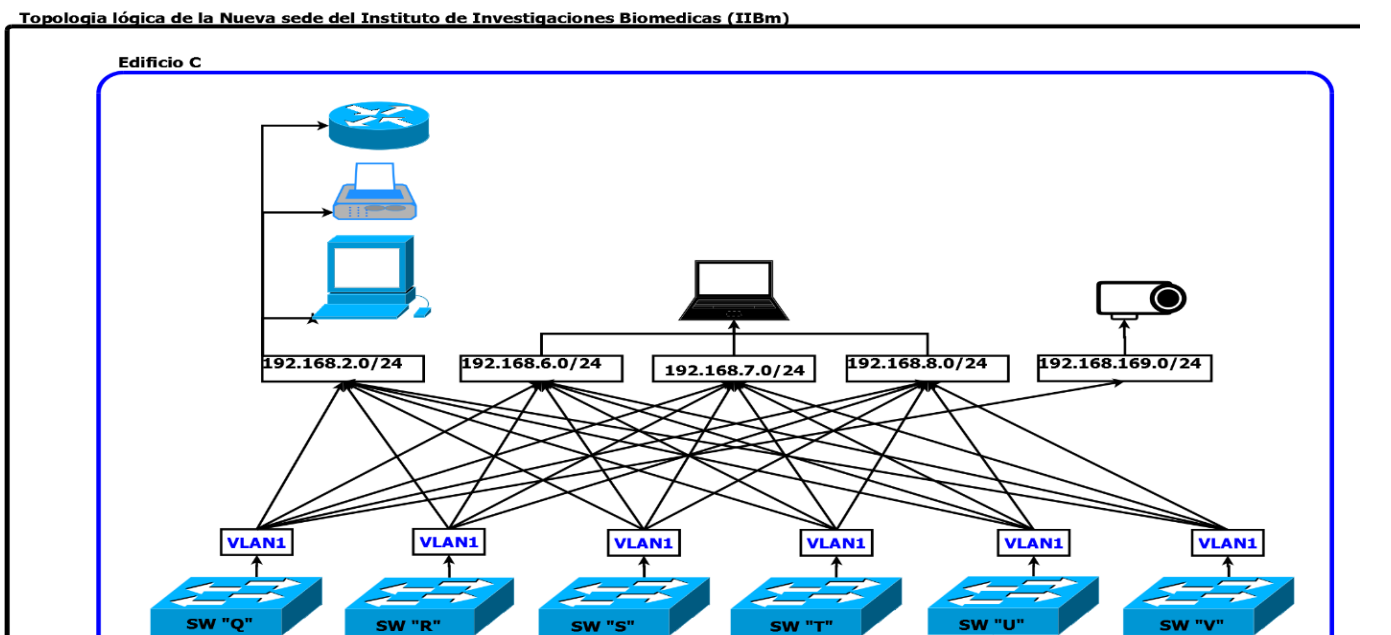 Topologia lógica de la Nueva sede del Instituto de Investigaciones Biomedicas (IIBm)
Edificio C
192.168.2.0/24
192.168.6.0/24
192.168.7.0/24
192.168.8.0/24
192.168.169.0/24
VLAN1
VLAN1
VLAN1
VLAN1
VLAN1
VLAN1
SW "Q"
SW "R"
SW "S"
SW "T"
SW "U"
SW "V"